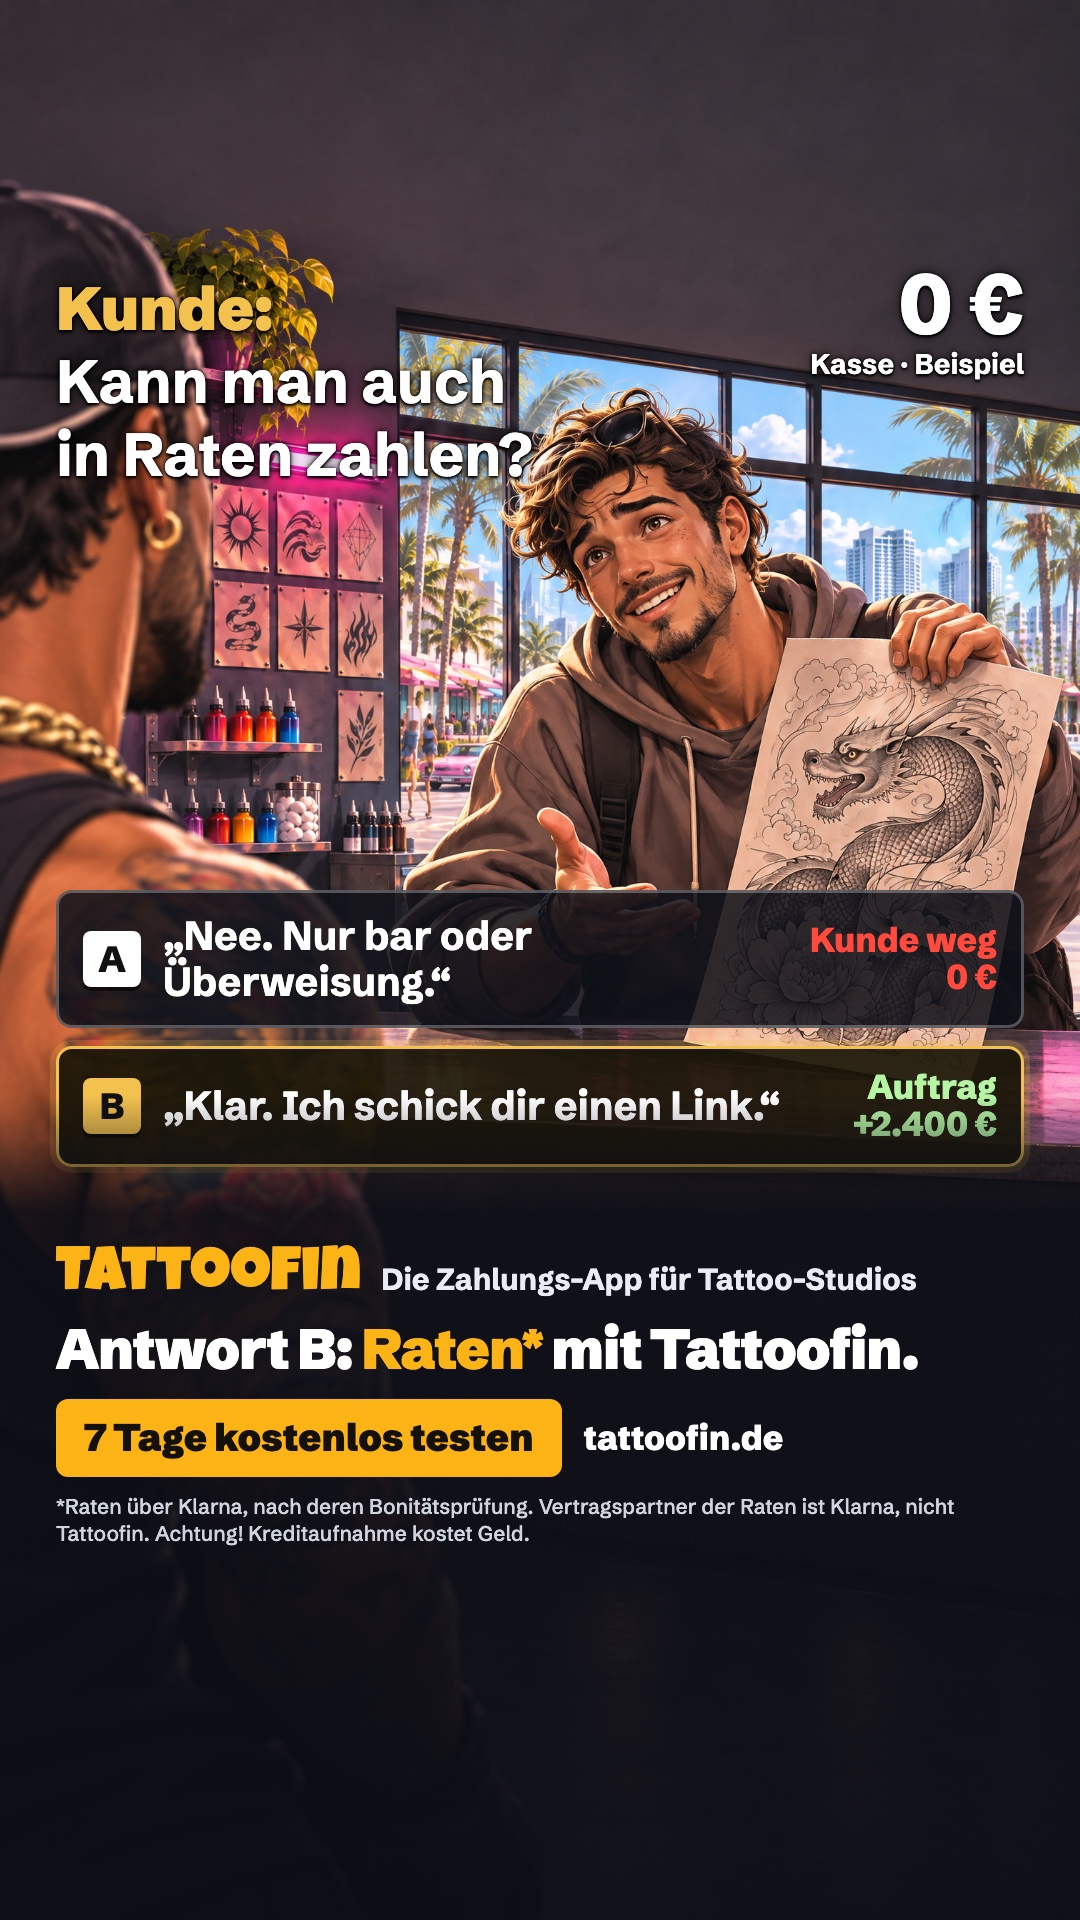 Kunde:
Kann man auch
in Raten zahlen?
0 €
Kasse · Beispiel
A
„Nee. Nur bar oder
Überweisung.“
Kunde weg
0 €
B
„Klar. Ich schick dir einen Link.“
Auftrag
+2.400 €
TATTOOFIN
Die Zahlungs-App für Tattoo-Studios
Antwort B: Raten* mit Tattoofin.
7 Tage kostenlos testen
tattoofin.de
*Raten über Klarna, nach deren Bonitätsprüfung. Vertragspartner der Raten ist Klarna, nicht
Tattoofin. Achtung! Kreditaufnahme kostet Geld.